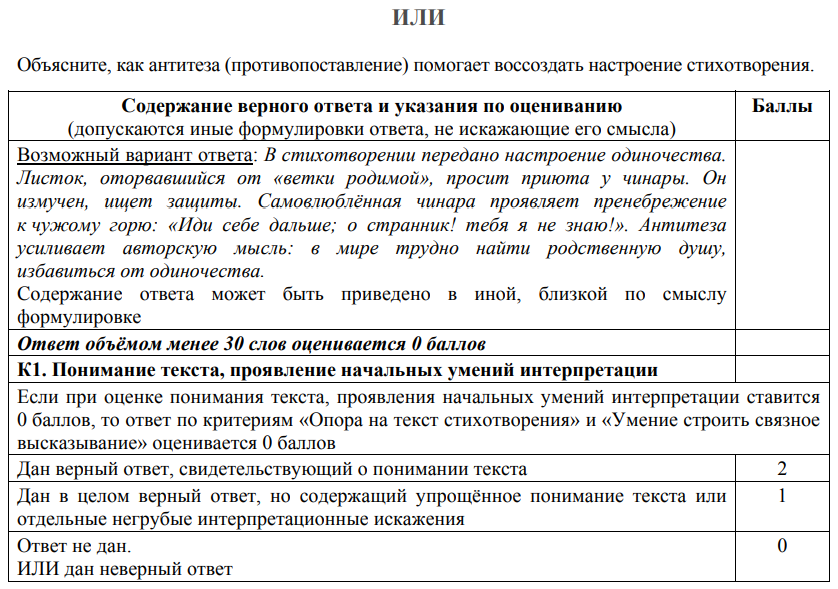 ИЛИ
Объясните, как антитеза (противопоставление) помогает воссоздать настроение стихотворения.
Содержание верного ответа и указания по оцениванию
Баллы
(допускаются иные формулировки ответа, не искажающие его смысла)
Возможный вариант ответа: В стихотворении передано настроение одиночества.
Листок, оторвавшийся от «ветки родимой», просит приюта у чинары. Он
измучен, ищет защиты. Самовлюблённая чинара проявляет пренебрежение
к чужому горю: «Иди себе дальше; о странник! тебя я не знаю!». Антитеза
усиливает авторскую мысль: в мире трудно найти родственную душу,
избавиться от одиночества.
Содержание ответа может быть приведено в иной, близкой по смыслу
формулировке
Ответ объёмом менее 30 слов оценивается 0 баллов
К1. Понимание текста, проявление начальных умений интерпретации
Если при оценке понимания текста, проявления начальных умений интерпретации ставится
0 баллов, то ответ по критериям «Опора на текст стихотворения» и «Умение строить связное
высказывание» оценивается 0 баллов
Дан верный ответ, свидетельствующий о понимании текста 2
Дан в целом верный ответ, но содержащий упрощённое понимание текста или 1
отдельные негрубые интерпретационные искажения
Ответ не дан. 0
ИЛИ дан неверный ответ